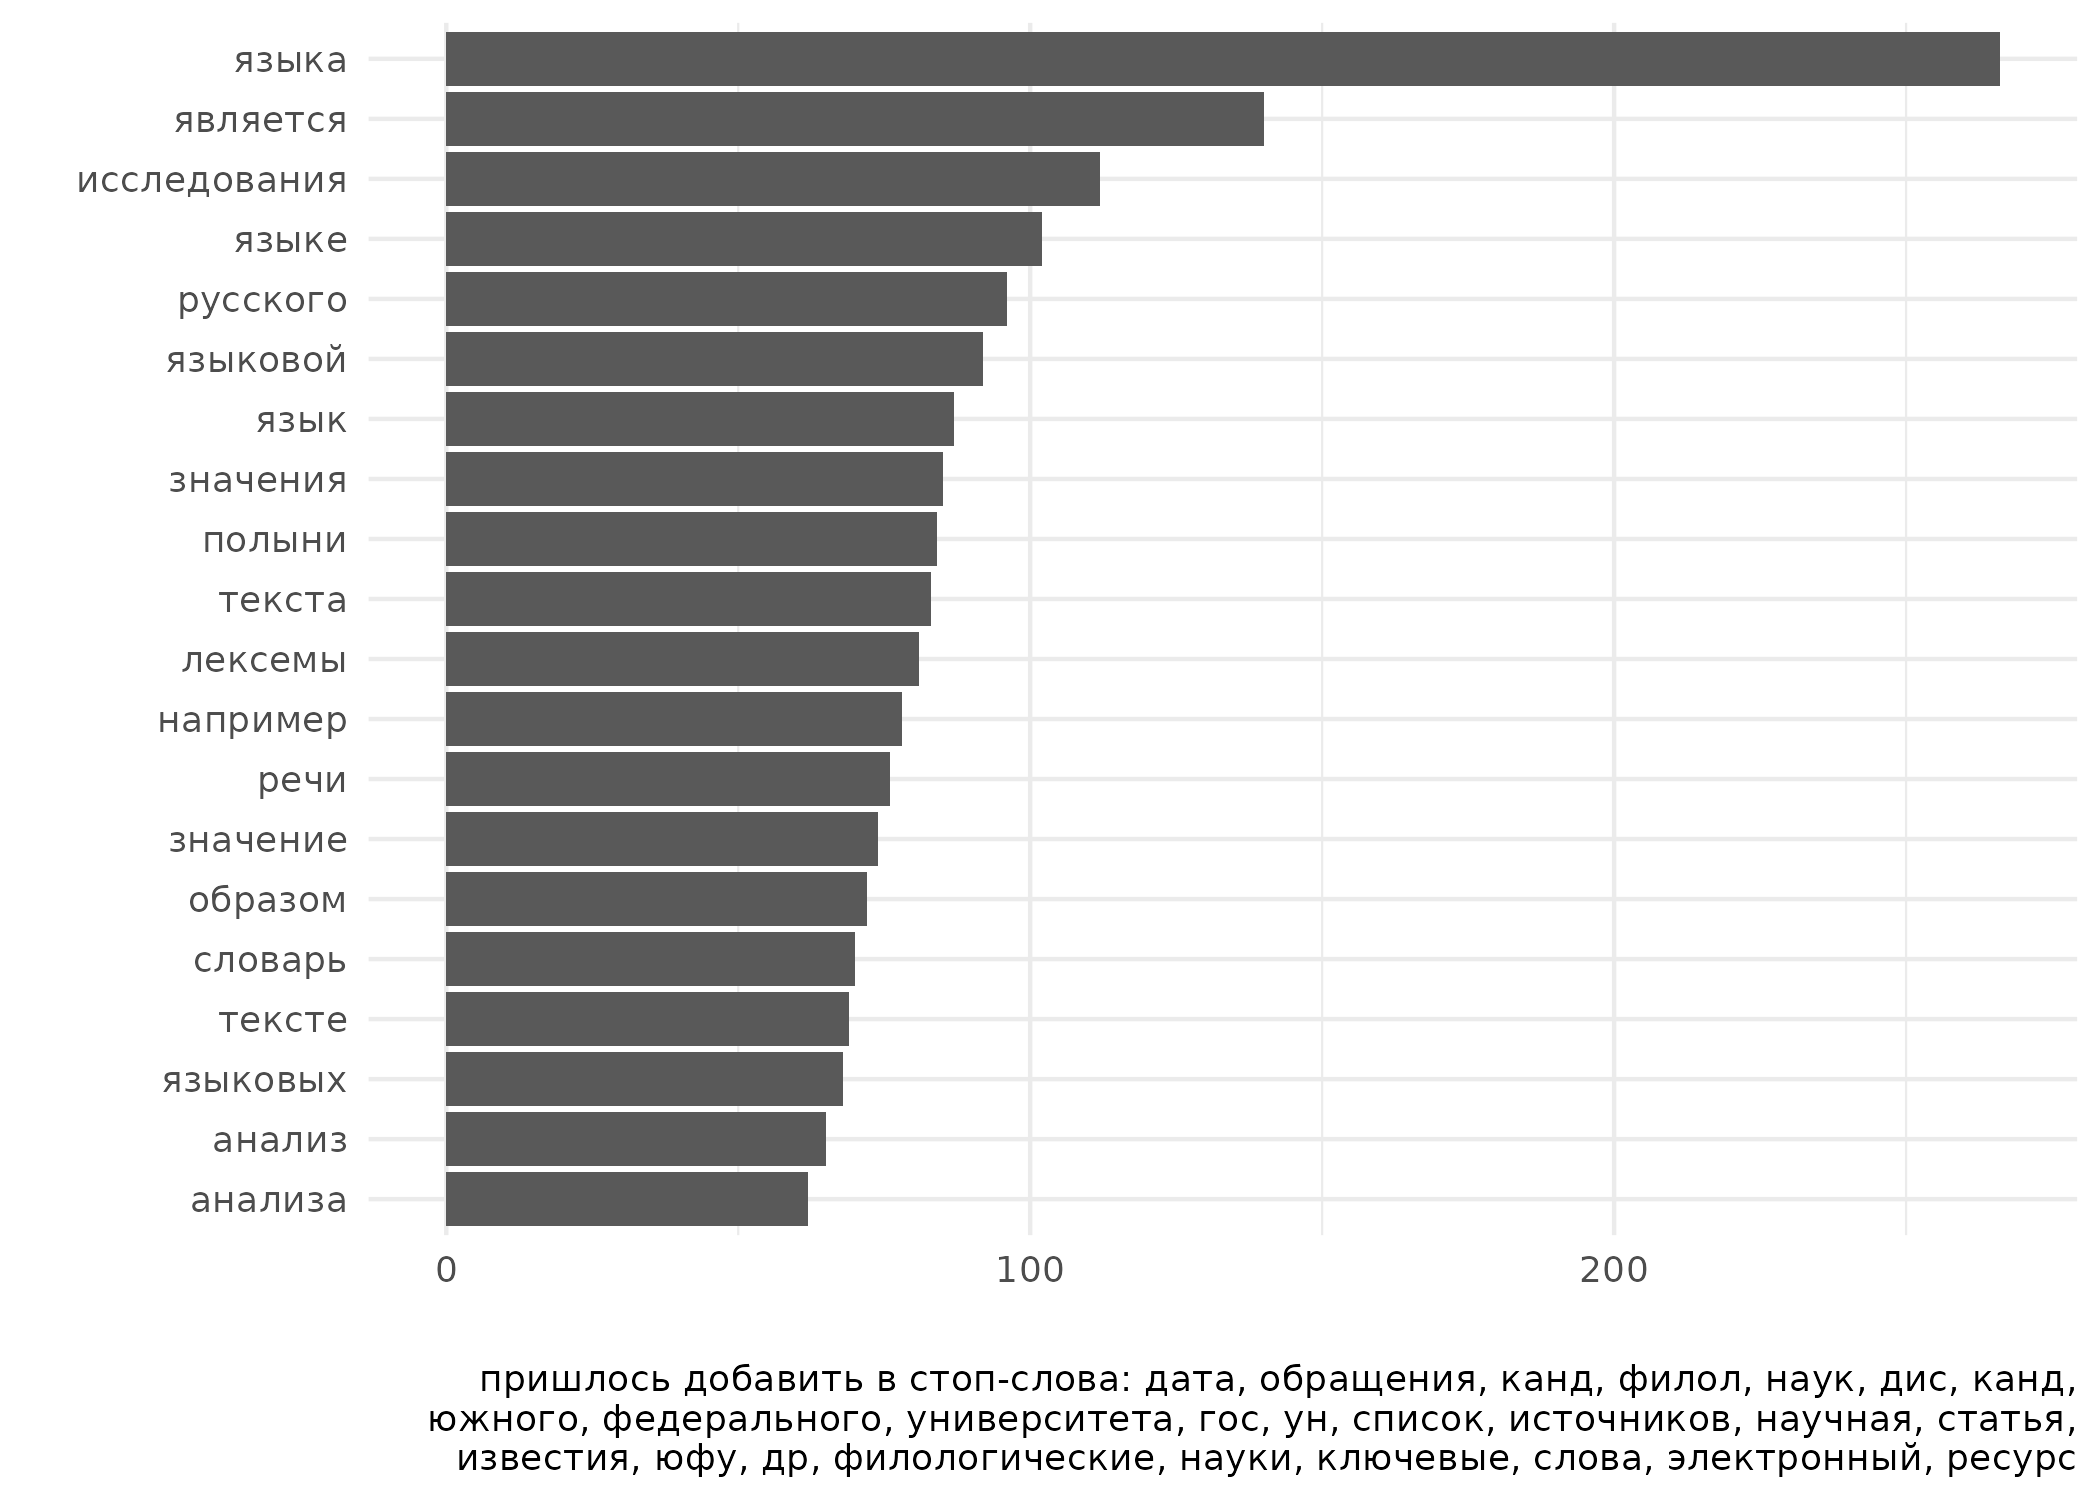 языка
является
исследования
языке
русского
языковой
язык
значения
полыни
текста
лексемы
например
речи
значение
образом
словарь
тексте
языковых
анализ
анализа
0 100 200
пришлось добавить в стоп-слова: дата, обращения, канд, филол, наук, дис, канд,
южного, федерального, университета, гос, ун, список, источников, научная, статья,
известия, юфу, др, филологические, науки, ключевые, слова, электронный, ресурс